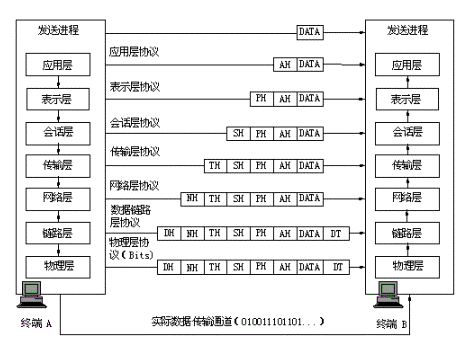 发送进程
发送进程
DATA
应用层协议
应用层
AH DATA
应用层
表示层协议
表示层
PH AH DATA
表示层
会话层协议
会话层
SH PH AH DATA
会话层
传输层协议
传输层
TH SH PH AH DATA
传输层
网络层协议
网络层
NH TH SH PH AH DATA
网络层
数据链路
层协议
链路层
DH NH TH SH PH AH DATA DT
链路层
物理层协
议(Bits)
物理层
DH NH TH SH PH AH DATA DT
物理层
终端 A
实际数据传输通道(010011101101...)
终端 B